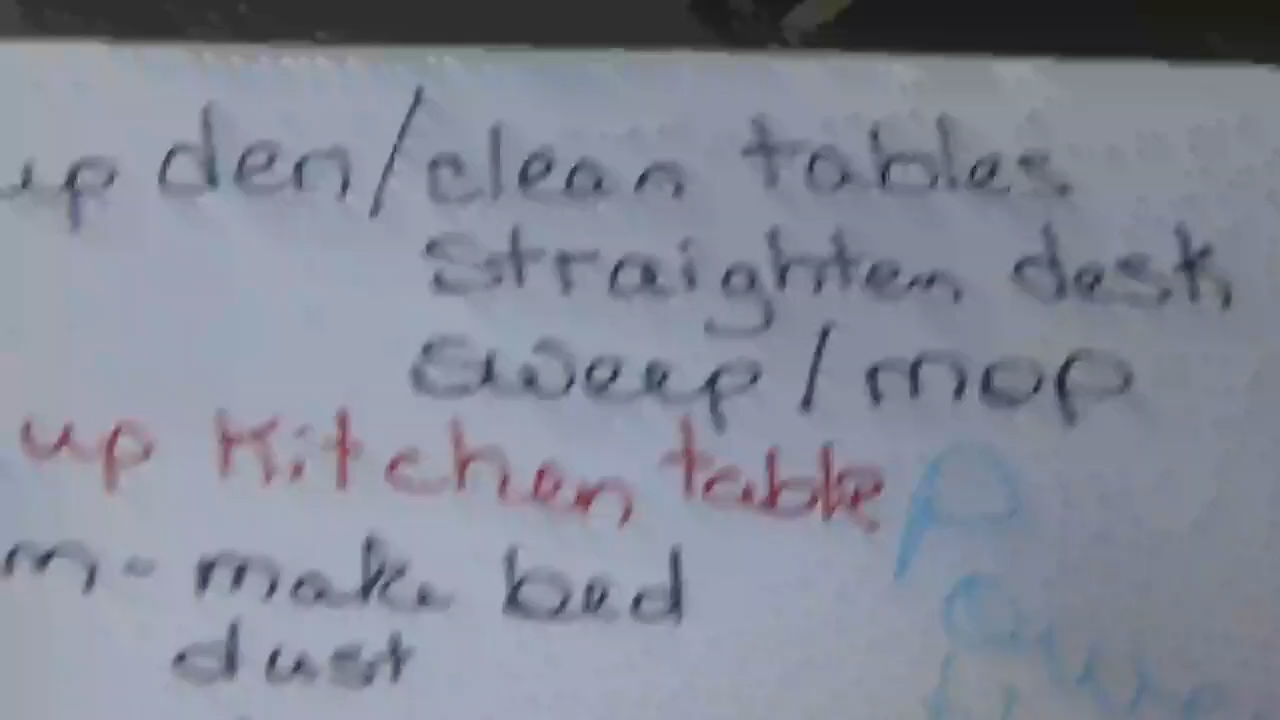 up den/clean tables
straighten desk
sweep/mop
up Kitchen table
m - make bed
dust